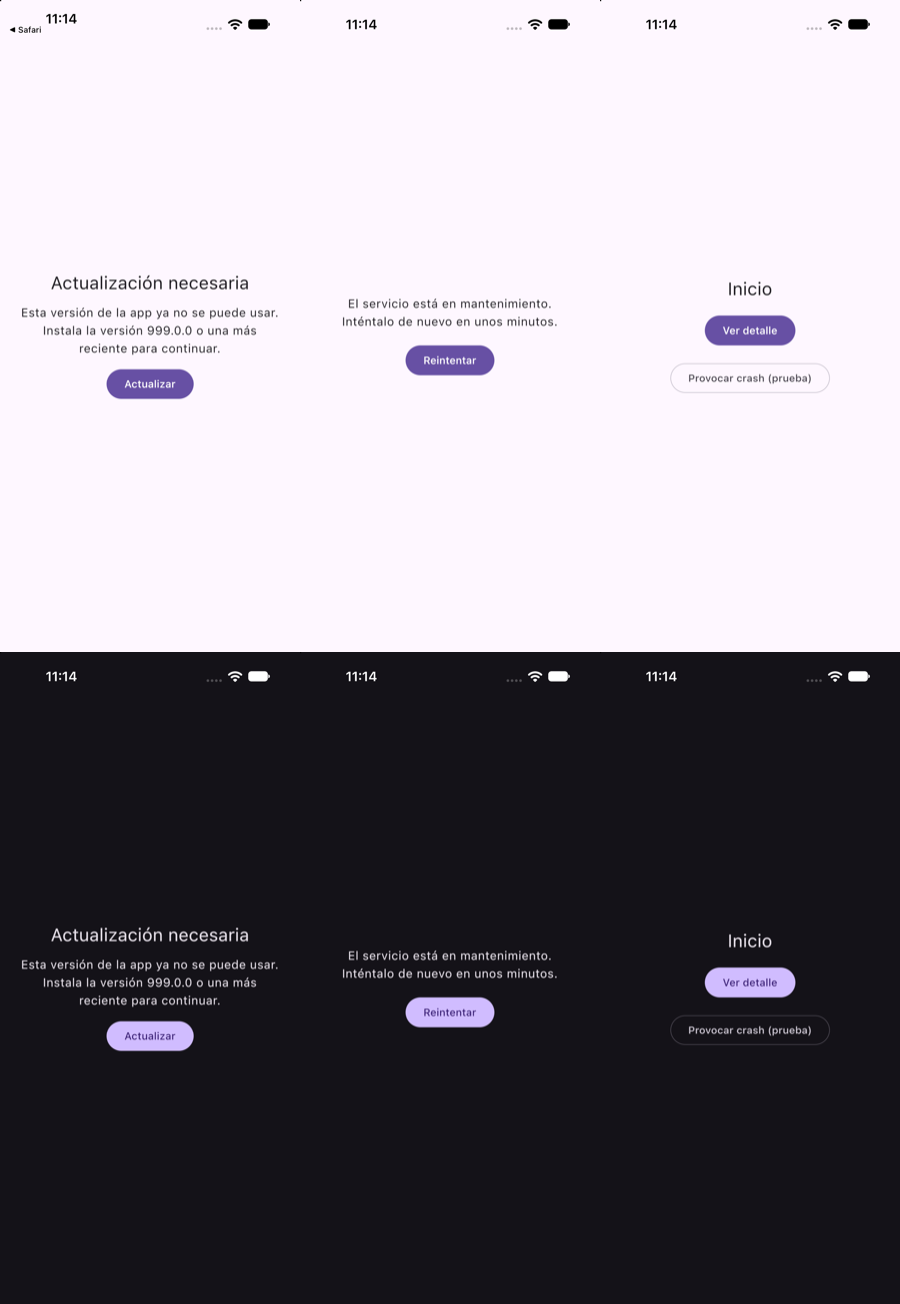 11:14
◀ Safari
Actualización necesaria
Esta versión de la app ya no se puede usar.
Instala la versión 999.0.0 o una más
reciente para continuar.
Actualizar
11:14
El servicio está en mantenimiento.
Inténtalo de nuevo en unos minutos.
Reintentar
11:14
Inicio
Ver detalle
Provocar crash (prueba)
11:14
Actualización necesaria
Esta versión de la app ya no se puede usar.
Instala la versión 999.0.0 o una más
reciente para continuar.
Actualizar
11:14
El servicio está en mantenimiento.
Inténtalo de nuevo en unos minutos.
Reintentar
11:14
Inicio
Ver detalle
Provocar crash (prueba)